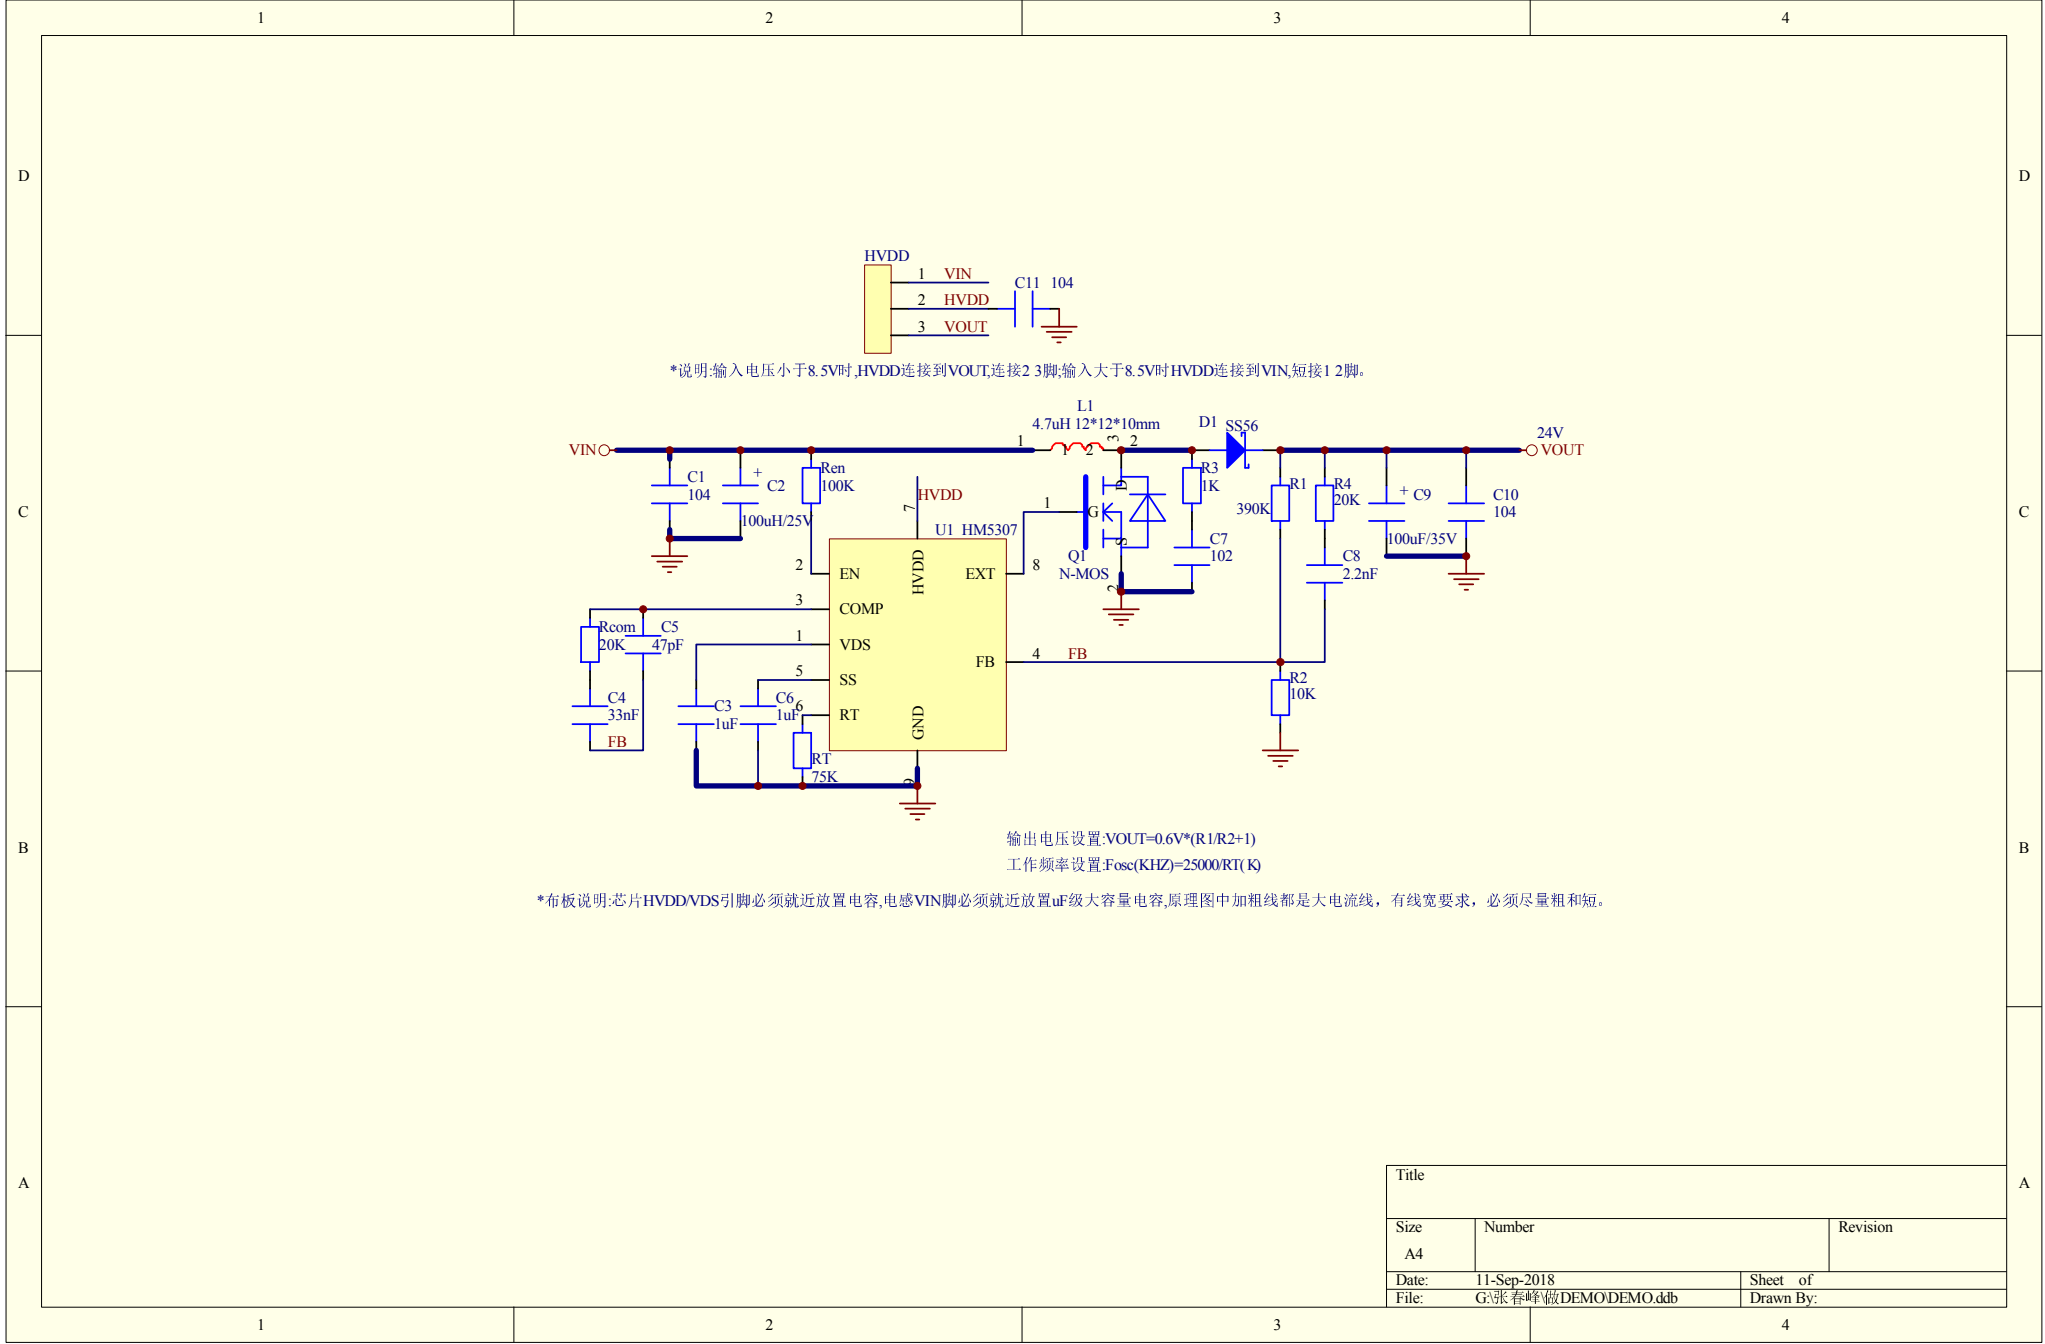 1 2 3 4
D D
HVDD
1 VIN
C11 104
2 HVDD
3 VOUT
*说明:输入电压小于8.5V时,HVDD连接到VOUT,连接2 3脚;输入大于8.5V时HVDD连接到VIN,短接1 2脚。
L1
4.7uH 12*12*10mm
D1 SS56
24V
VIN 1 1 2 3 2 VOUT
Ren
100K
C1
104
+
C2
100uH/25V
HVDD
7
U1 HM5307
R3
1K
R1
390K
R4
20K
+ C9
100uF/35V
C10
104
C C
1 G D S
Q1
N-MOS
2
C7
102
C8
2.2nF
2 EN HVDD EXT 8
3 COMP
Rcom
20K
C5
47pF
1 VDS
FB 4 FB
5 SS
R2
10K
C4
33nF
FB
C3
1uF
C6
1uF
6 RT GND
RT
75K
9
输出电压设置:VOUT=0.6V*(R1/R2+1)
B B
工作频率设置:Fosc(KHZ)=25000/RT(K)
*布板说明:芯片HVDD/VDS引脚必须就近放置电容,电感VIN脚必须就近放置uF级大容量电容,原理图中加粗线都是大电流线，有线宽要求，必须尽量粗和短。
A A
Title
Size Number Revision
A4
Date: 11-Sep-2018 Sheet of
File: G:\张春峰\做DEMO\DEMO.ddb Drawn By:
1 2 3 4